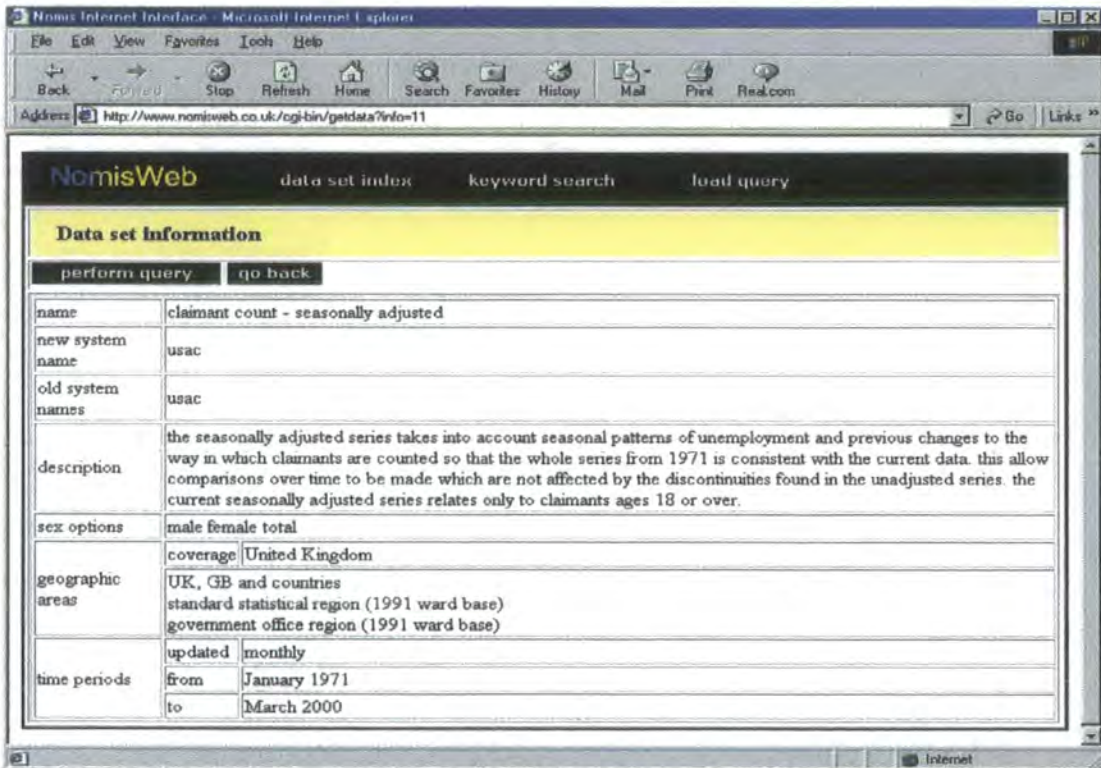 Nomis Internet Interface - Microsoft Internet Explorer
File Edit View Favorites Tools Help
Back Forward Stop Refresh Home Search Favorites History Mail Print Real.com
Address http://www.nomisweb.co.uk/cgi-bin/getdata?info=11 Go Links »
NomisWeb data set index keyword search load query
Data set Information
perform query go back
name claimant count - seasonally adjusted
new system
name
usac
old system
names
usac
description
the seasonally adjusted series takes into account seasonal patterns of unemployment and previous changes to the
way in which claimants are counted so that the whole series from 1971 is consistent with the current data. this allow
comparisons over time to be made which are not affected by the discontinuities found in the unadjusted series. the
current seasonally adjusted series relates only to claimants ages 18 or over.
sex options male female total
geographic
areas
coverage United Kingdom
UK, GB and countries
standard statistical region (1991 ward base)
government office region (1991 ward base)
time periods
updated monthly
from January 1971
to March 2000
Internet